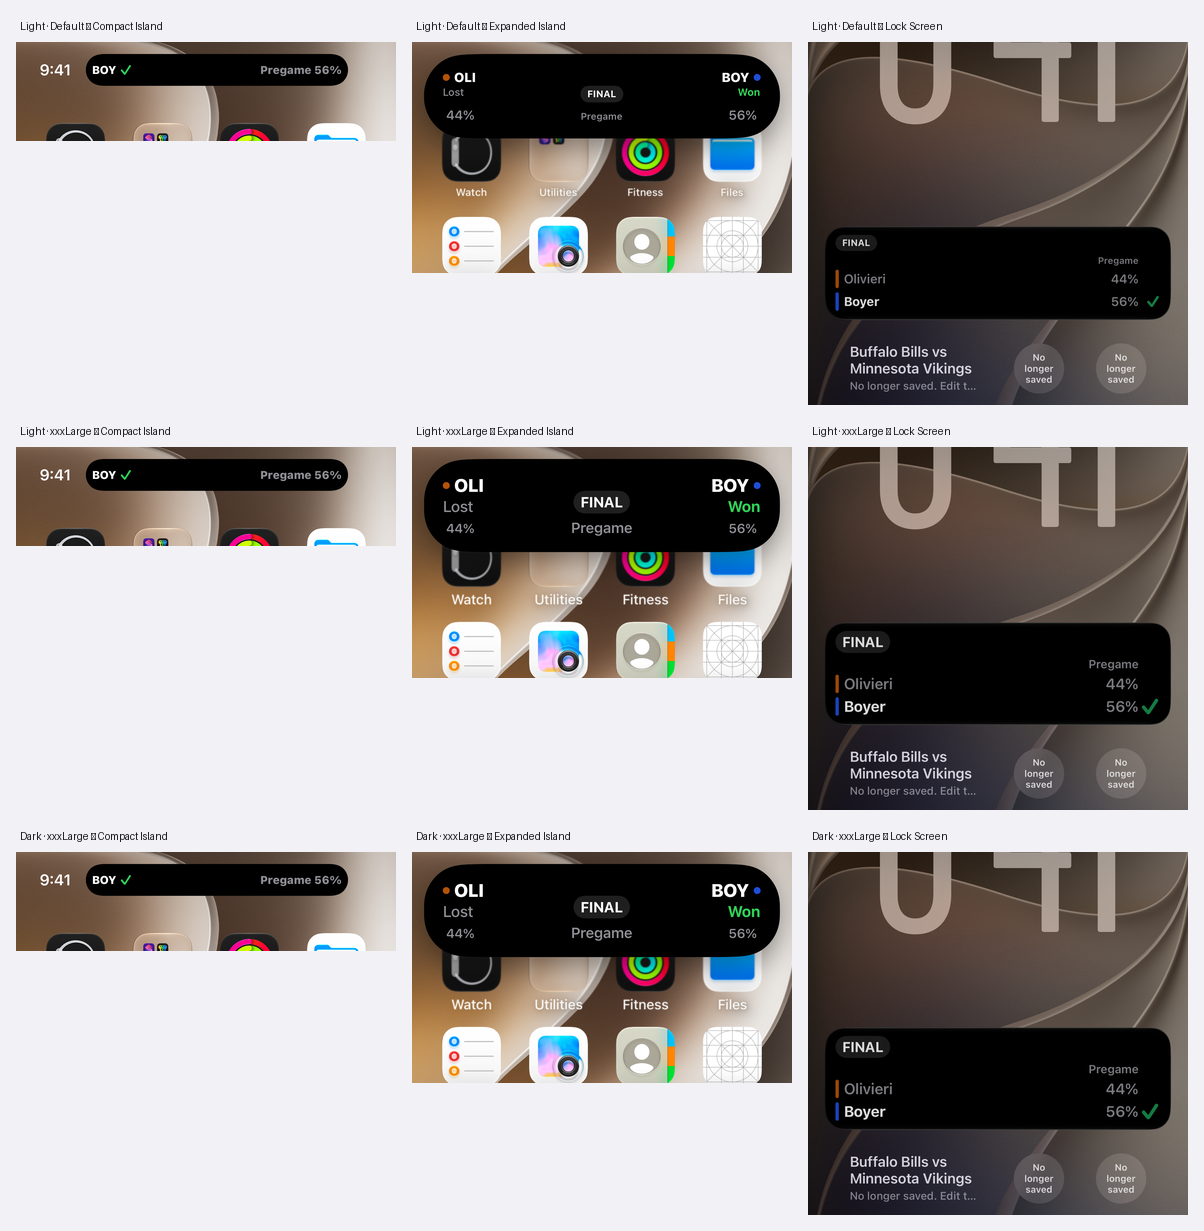 Light · Default ▯ Compact Island
9:41
BOY ✓
Pregame 56%
Light · Default ▯ Expanded Island
OLI
BOY
Lost
FINAL
Won
44%
Pregame
56%
Watch
Utilities
Fitness
Files
Light · Default ▯ Lock Screen
FINAL
Pregame
Olivieri 44%
Boyer 56% ✓
Buffalo Bills vs
Minnesota Vikings
No longer saved. Edit t...
No
longer
saved
No
longer
saved
Light · xxxLarge ▯ Compact Island
9:41
BOY ✓
Pregame 56%
Light · xxxLarge ▯ Expanded Island
OLI
BOY
Lost
FINAL
Won
44%
Pregame
56%
Watch
Utilities
Fitness
Files
Light · xxxLarge ▯ Lock Screen
FINAL
Pregame
Olivieri 44%
Boyer 56% ✓
Buffalo Bills vs
Minnesota Vikings
No longer saved. Edit t...
No
longer
saved
No
longer
saved
Dark · xxxLarge ▯ Compact Island
9:41
BOY ✓
Pregame 56%
Dark · xxxLarge ▯ Expanded Island
OLI
BOY
Lost
FINAL
Won
44%
Pregame
56%
Watch
Utilities
Fitness
Files
Dark · xxxLarge ▯ Lock Screen
FINAL
Pregame
Olivieri 44%
Boyer 56% ✓
Buffalo Bills vs
Minnesota Vikings
No longer saved. Edit t...
No
longer
saved
No
longer
saved